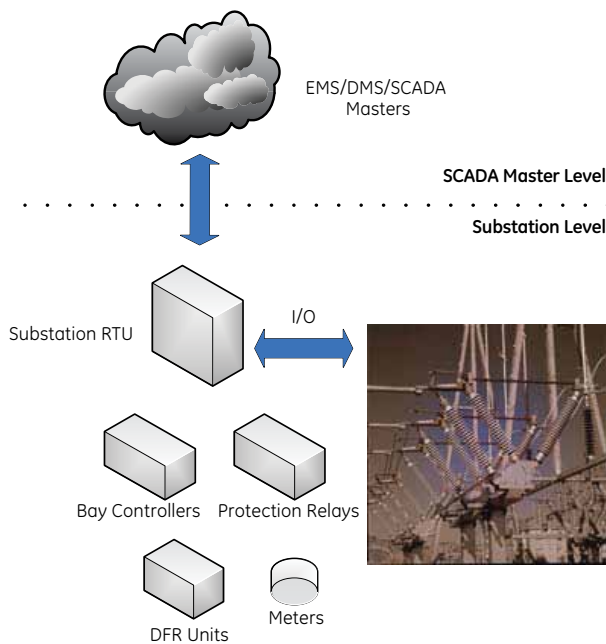 EMS/DMS/SCADA
Masters
SCADA Master Level
Substation Level
Substation RTU
I/O
Bay Controllers
Protection Relays
DFR Units
Meters